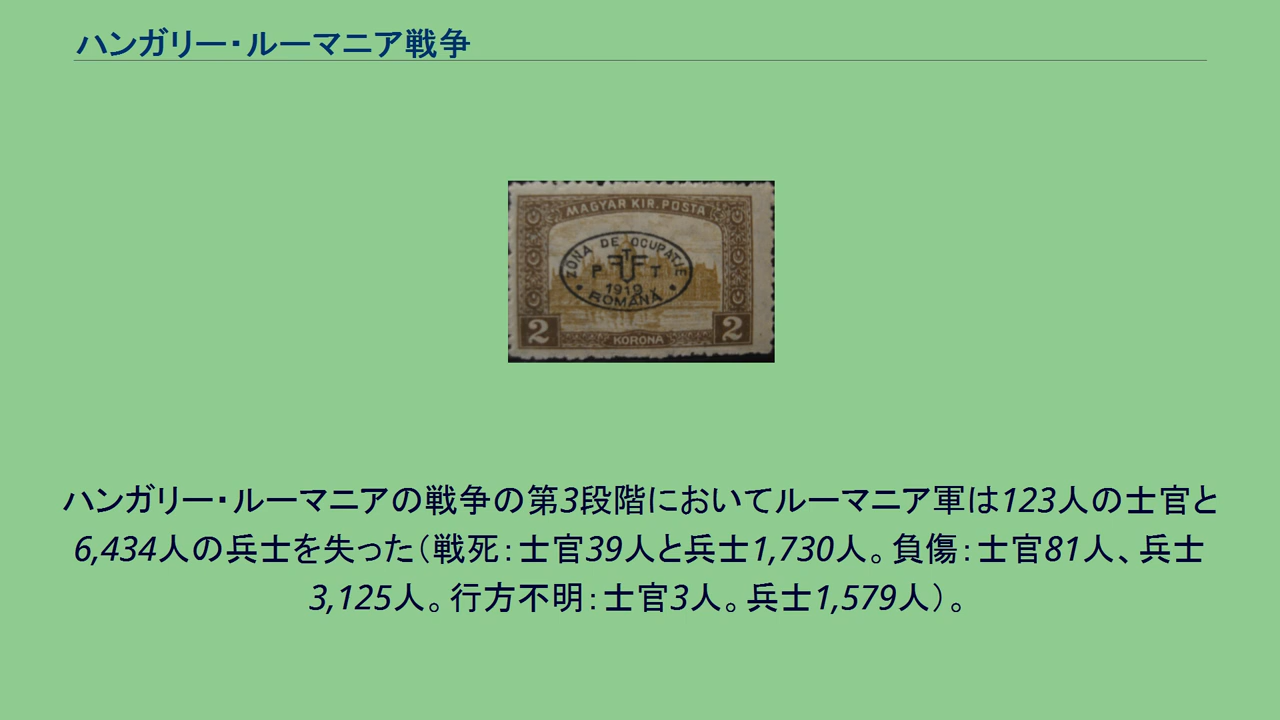 ハンガリー・ルーマニア戦争
MAGYAR KIR. POSTA
ZONA DE OCUPATJE
P T T
1919
ROMANĂ
2 2
KORONA
ハンガリー・ルーマニアの戦争の第3段階においてルーマニア軍は123人の士官と
6,434人の兵士を失った（戦死：士官39人と兵士1,730人。負傷：士官81人、兵士
3,125人。行方不明：士官3人。兵士1,579人）。